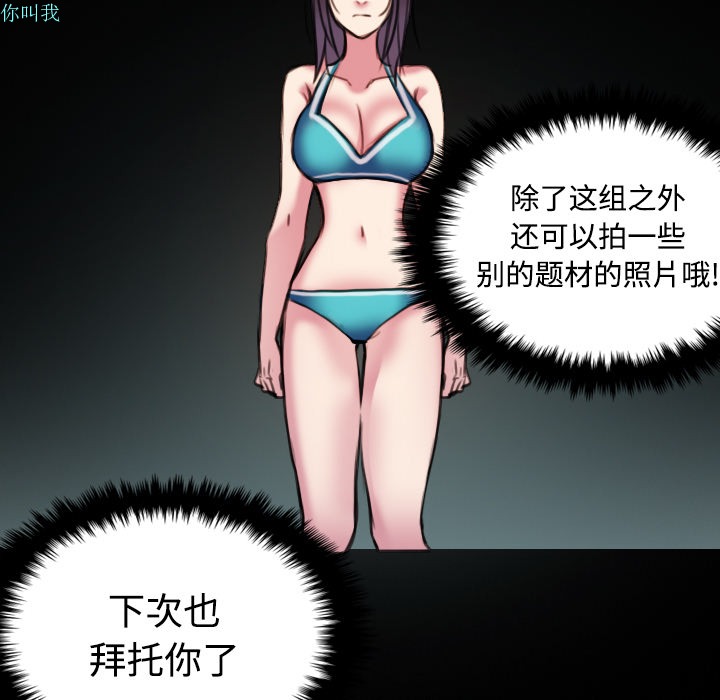 你叫我
除了这组之外
还可以拍一些
别的题材的照片哦!
下次也
拜托你了